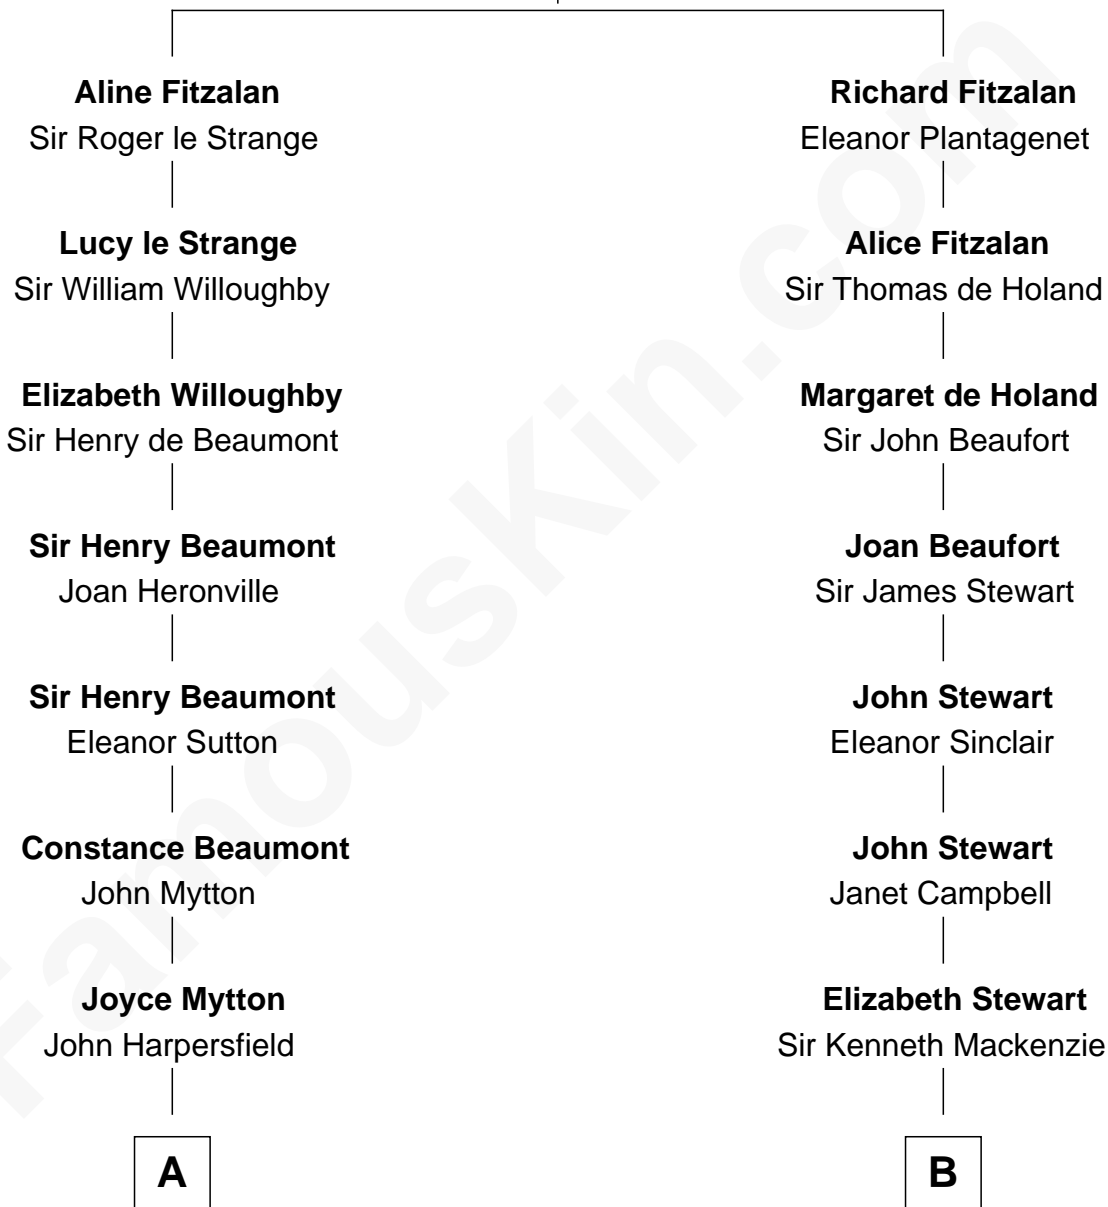 Aline Fitzalan
Sir Roger le Strange
Lucy le Strange
Sir William Willoughby
Elizabeth Willoughby
Sir Henry de Beaumont
Sir Henry Beaumont
Joan Heronville
Sir Henry Beaumont
Eleanor Sutton
Constance Beaumont
John Mytton
Joyce Mytton
John Harpersfield
A
Richard Fitzalan
Eleanor Plantagenet
Alice Fitzalan
Sir Thomas de Holand
Margaret de Holand
Sir John Beaufort
Joan Beaufort
Sir James Stewart
John Stewart
Eleanor Sinclair
John Stewart
Janet Campbell
Elizabeth Stewart
Sir Kenneth Mackenzie
B
FamousKin.com